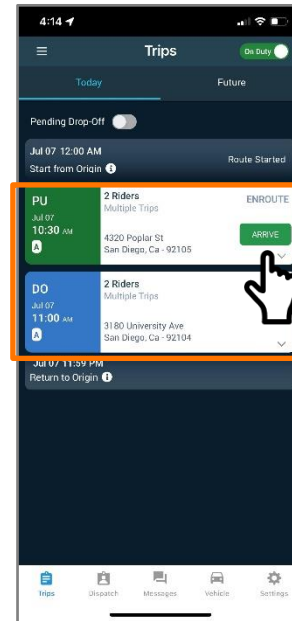 4:14
Trips
On Duty
Today
Future
Pending Drop-Off
Jul 07 12:00 AM
Start from Origin
Route Started
PU
Jul 07
10:30 AM
A
2 Riders
Multiple Trips
4320 Poplar St
San Diego, Ca - 92105
ENROUTE
ARRIVE
DO
Jul 07
11:00 AM
A
2 Riders
Multiple Trips
3180 University Ave
San Diego, Ca - 92104
Jul 07 11:59 PM
Return to Origin
Trips
Dispatch
Messages
Vehicle
Settings